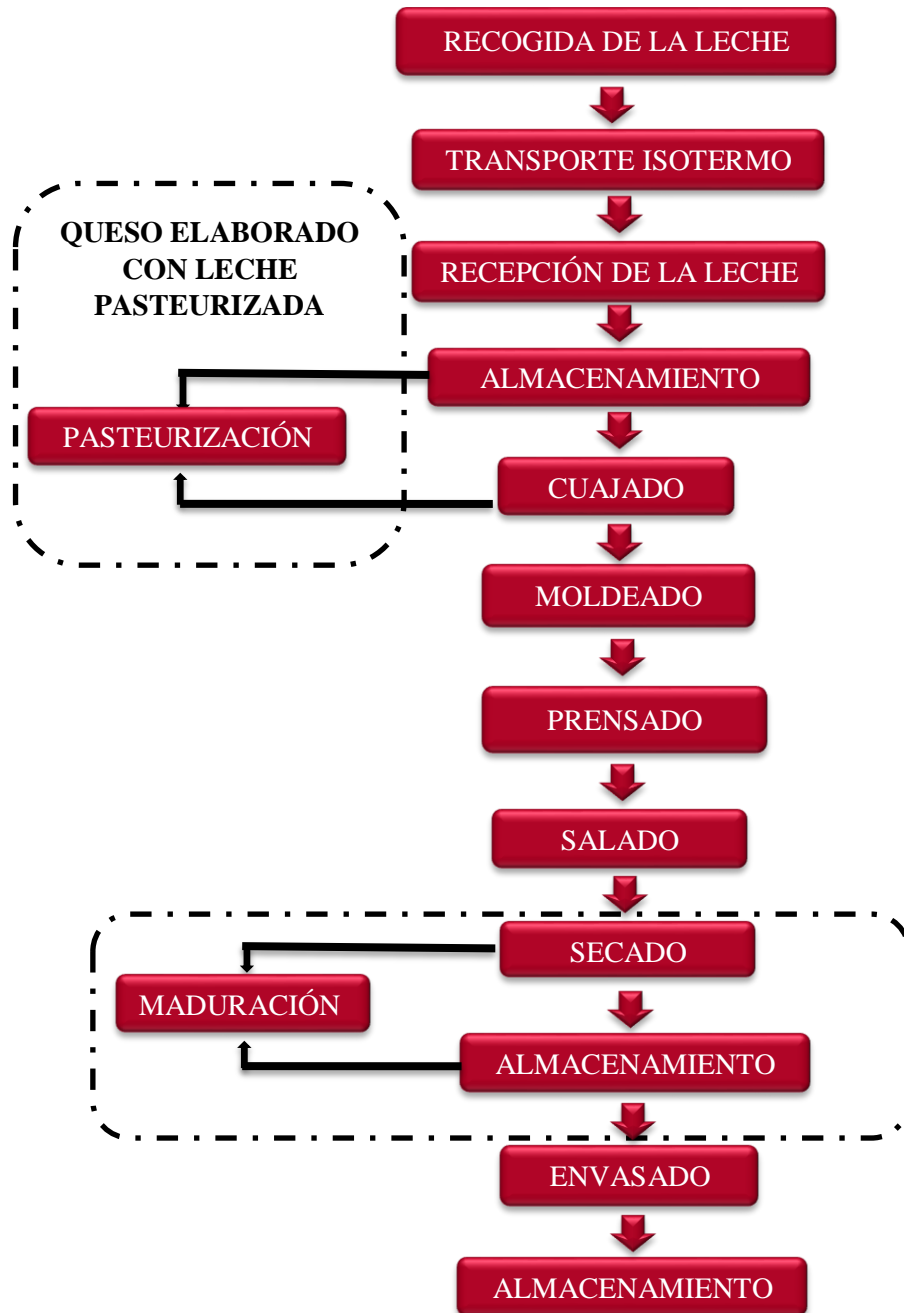 RECOGIDA DE LA LECHE
TRANSPORTE ISOTERMO
QUESO ELABORADO
CON LECHE
PASTEURIZADA
RECEPCIÓN DE LA LECHE
ALMACENAMIENTO
PASTEURIZACIÓN
CUAJADO
MOLDEADO
PRENSADO
SALADO
SECADO
MADURACIÓN
ALMACENAMIENTO
ENVASADO
ALMACENAMIENTO